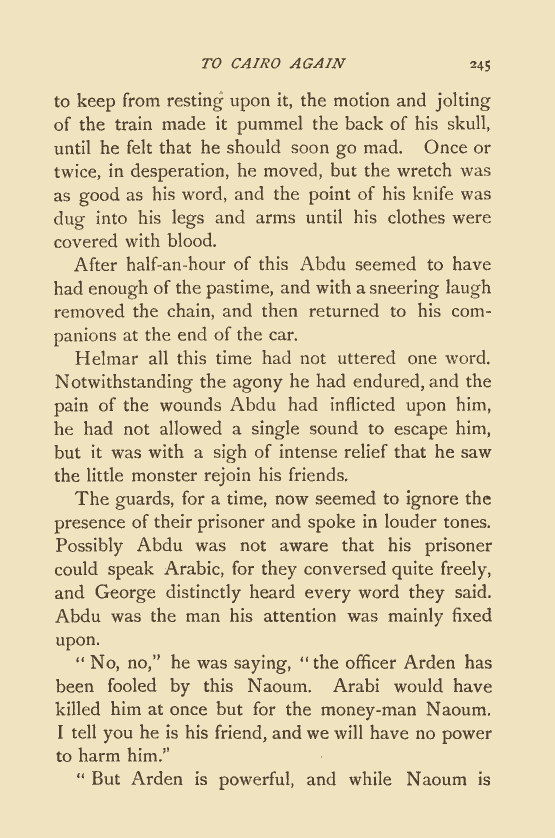 TO CAIRO AGAIN 245
to keep from resting upon it, the motion and jolting
of the train made it pummel the back of his skull,
until he felt that he should soon go mad. Once or
twice, in desperation, he moved, but the wretch was
as good as his word, and the point of his knife was
dug into his legs and arms until his clothes were
covered with blood.
After half-an-hour of this Abdu seemed to have
had enough of the pastime, and with a sneering laugh
removed the chain, and then returned to his com-
panions at the end of the car.
Helmar all this time had not uttered one word.
Notwithstanding the agony he had endured, and the
pain of the wounds Abdu had inflicted upon him,
he had not allowed a single sound to escape him,
but it was with a sigh of intense relief that he saw
the little monster rejoin his friends.
The guards, for a time, now seemed to ignore the
presence of their prisoner and spoke in louder tones.
Possibly Abdu was not aware that his prisoner
could speak Arabic, for they conversed quite freely,
and George distinctly heard every word they said.
Abdu was the man his attention was mainly fixed
upon.
“No, no,” he was saying, “the officer Arden has
been fooled by this Naoum. Arabi would have
killed him at once but for the money-man Naoum.
I tell you he is his friend, and we will have no power
to harm him.”
“But Arden is powerful, and while Naoum is